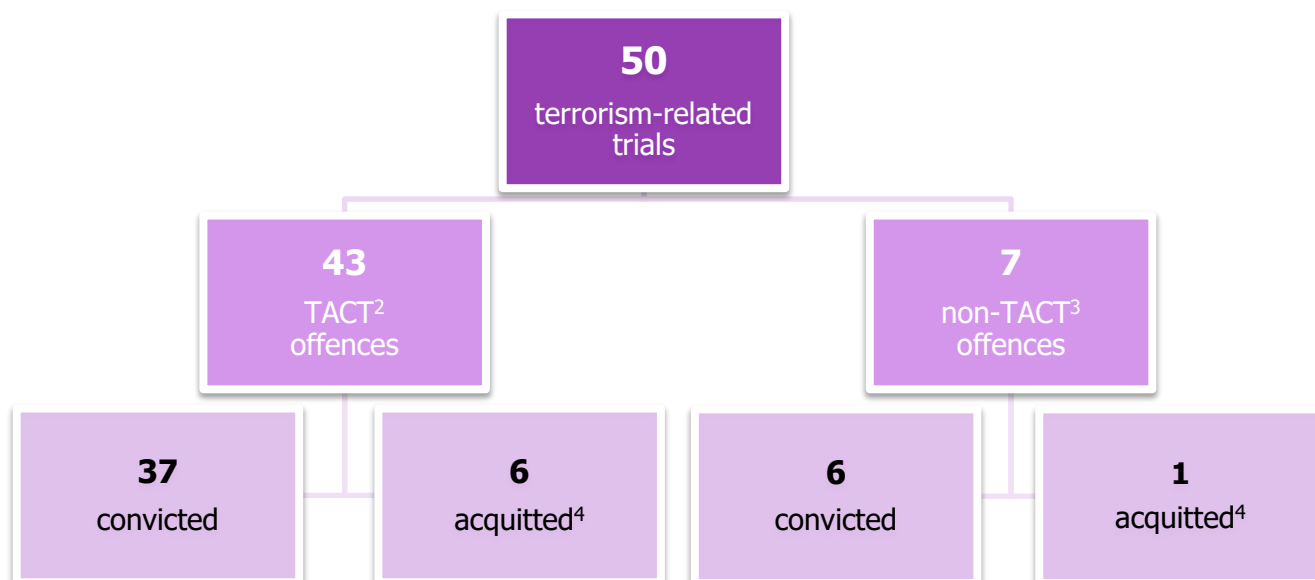 50
terrorism-related
trials
43
TACT²
offences
7
non-TACT³
offences
37
convicted
6
acquitted⁴
6
convicted
1
acquitted⁴